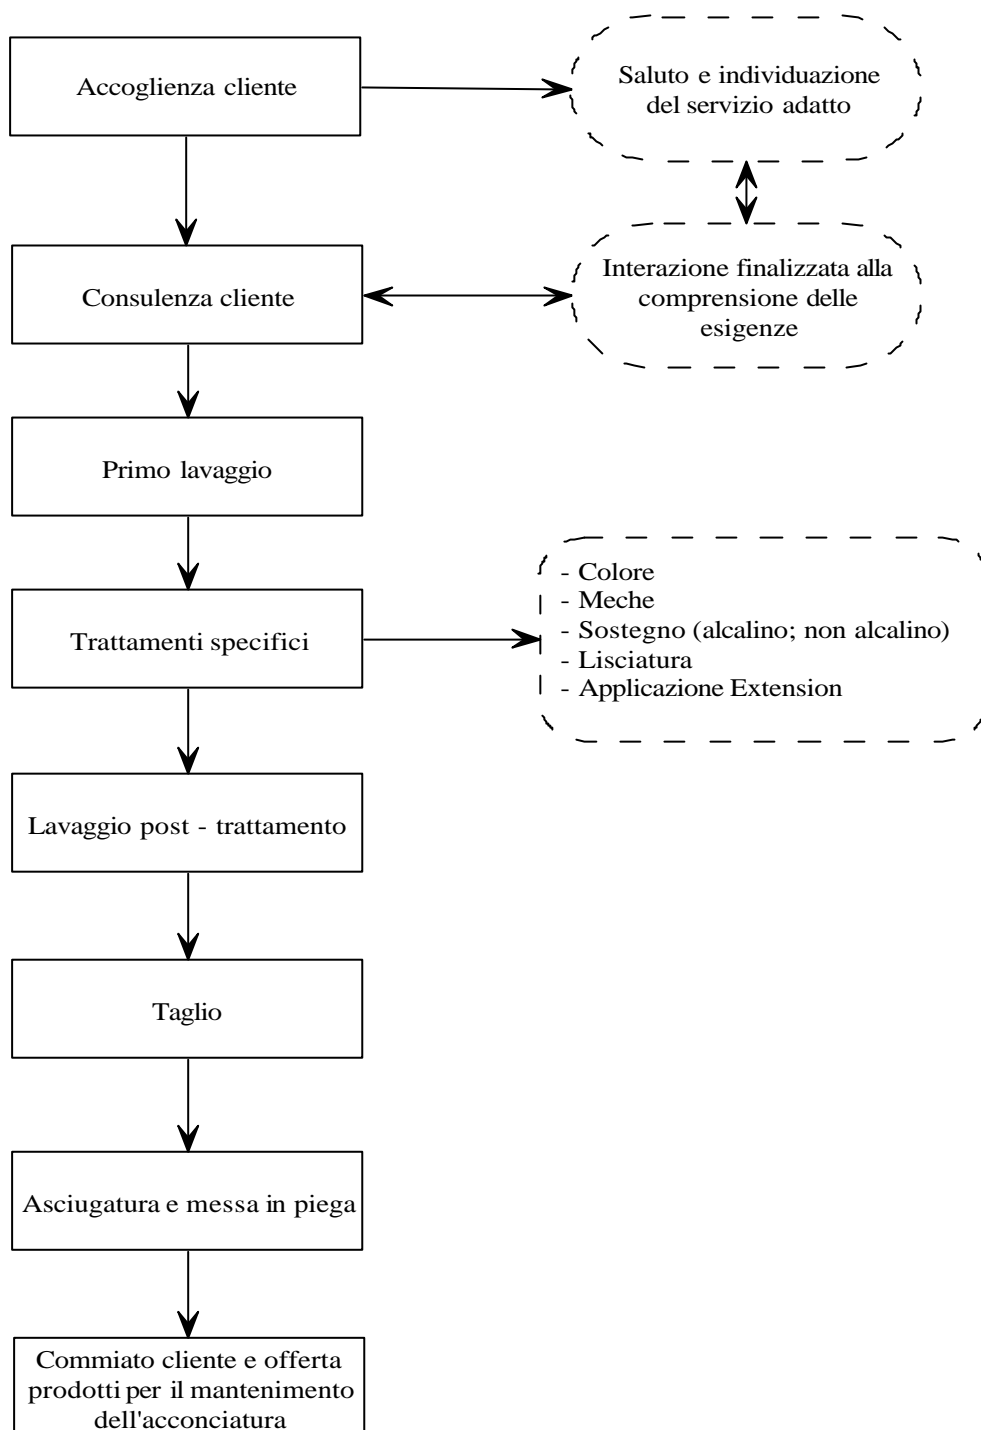 Accoglienza cliente
Saluto e individuazione
del servizio adatto
Consulenza cliente
Interazione finalizzata alla
comprensione delle
esigenze
Primo lavaggio
Trattamenti specifici
- Colore
- Meche
- Sostegno (alcalino; non alcalino)
- Lisciatura
- Applicazione Extension
Lavaggio post - trattamento
Taglio
Asciugatura e messa in piega
Commiato cliente e offerta
prodotti per il mantenimento
dell'acconciatura